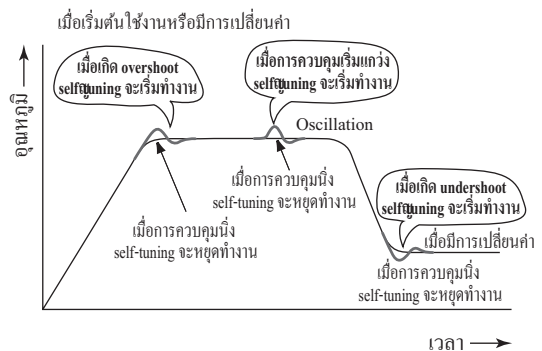 เมื่อเริ่มต้นใช้งานหรือมีการเปลี่ยนค่า
เมื่อเกิด overshoot
self-tuning จะเริ่มทำงาน
เมื่อการควบคุมเริ่มแกว่ง
self-tuning จะเริ่มทำงาน
อุณหภูมิ
Oscillation
เมื่อการควบคุมนิ่ง
self-tuning จะหยุดทำงาน
เมื่อการควบคุมนิ่ง
self-tuning จะหยุดทำงาน
เมื่อเกิด undershoot
self-tuning จะเริ่มทำงาน
เมื่อมีการเปลี่ยนค่า
เมื่อการควบคุมนิ่ง
self-tuning จะหยุดทำงาน
เวลา